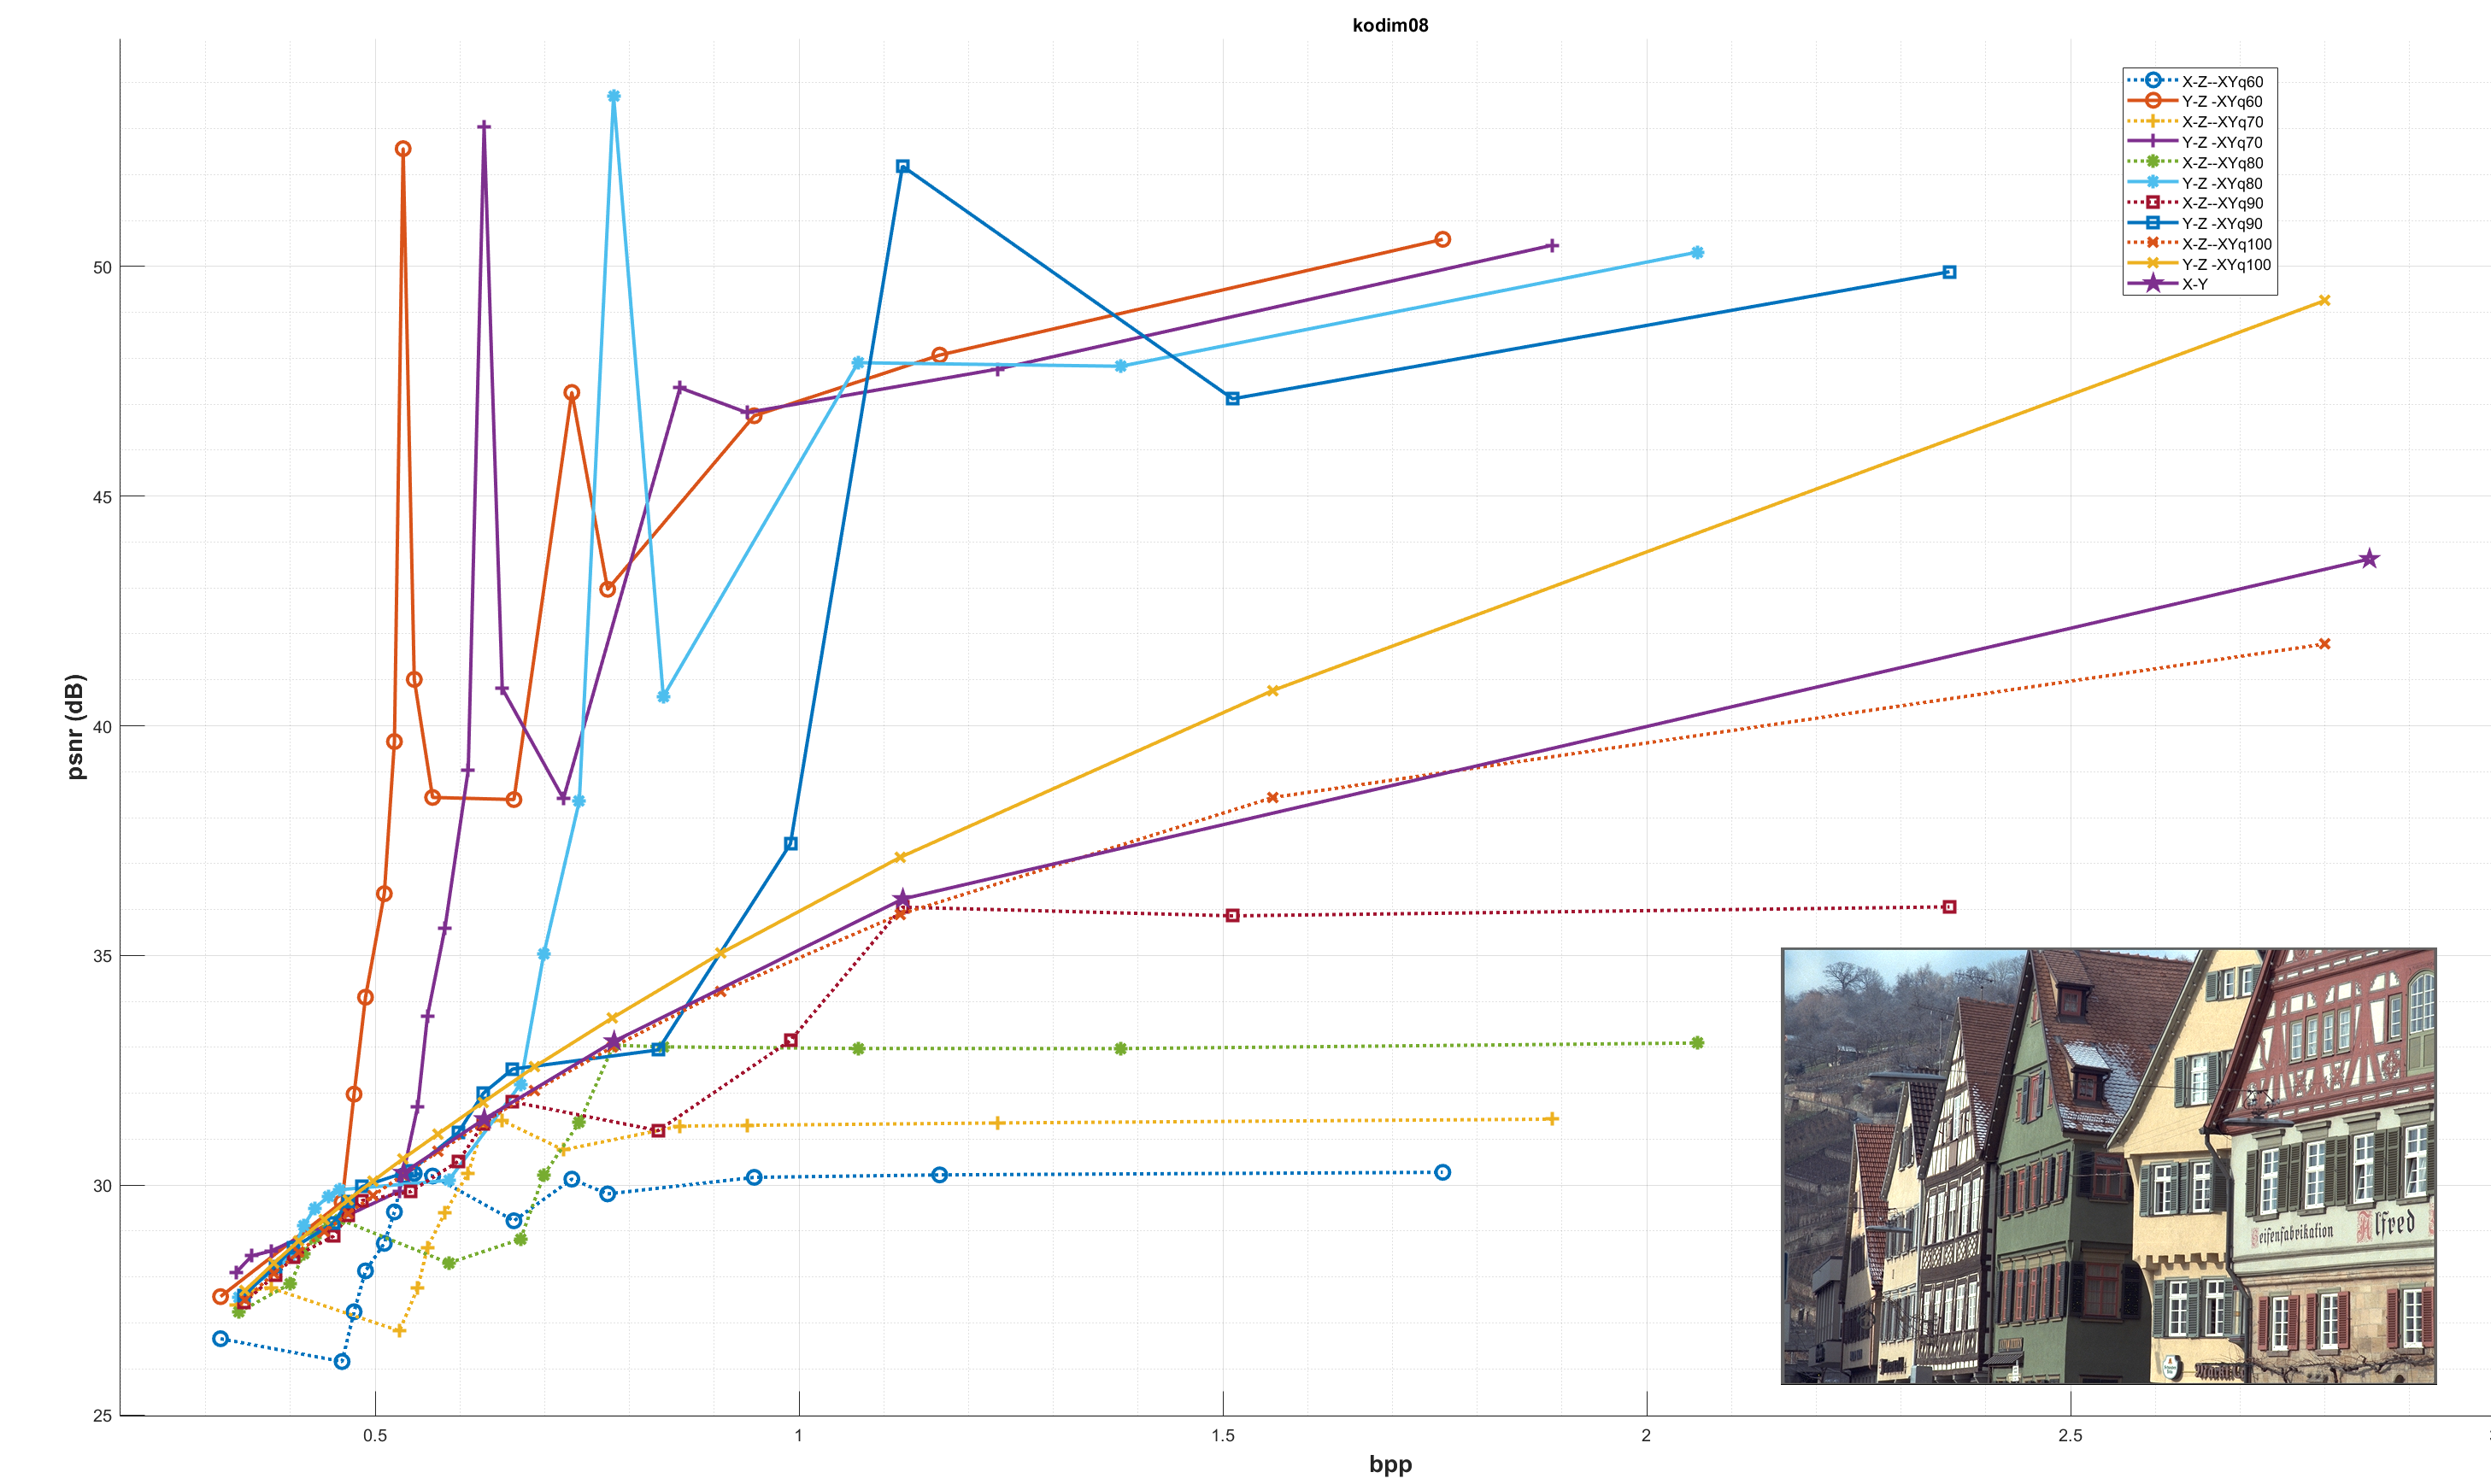 kodim08
X-Z--XYq60
Y-Z -XYq60
X-Z--XYq70
Y-Z -XYq70
X-Z--XYq80
Y-Z -XYq80
X-Z--XYq90
Y-Z -XYq90
X-Z--XYq100
Y-Z -XYq100
X-Y
50
45
40
35
30
25
psnr (dB)
Seifenfabrikation Alfred
0.5
1
1.5
2
2.5
bpp